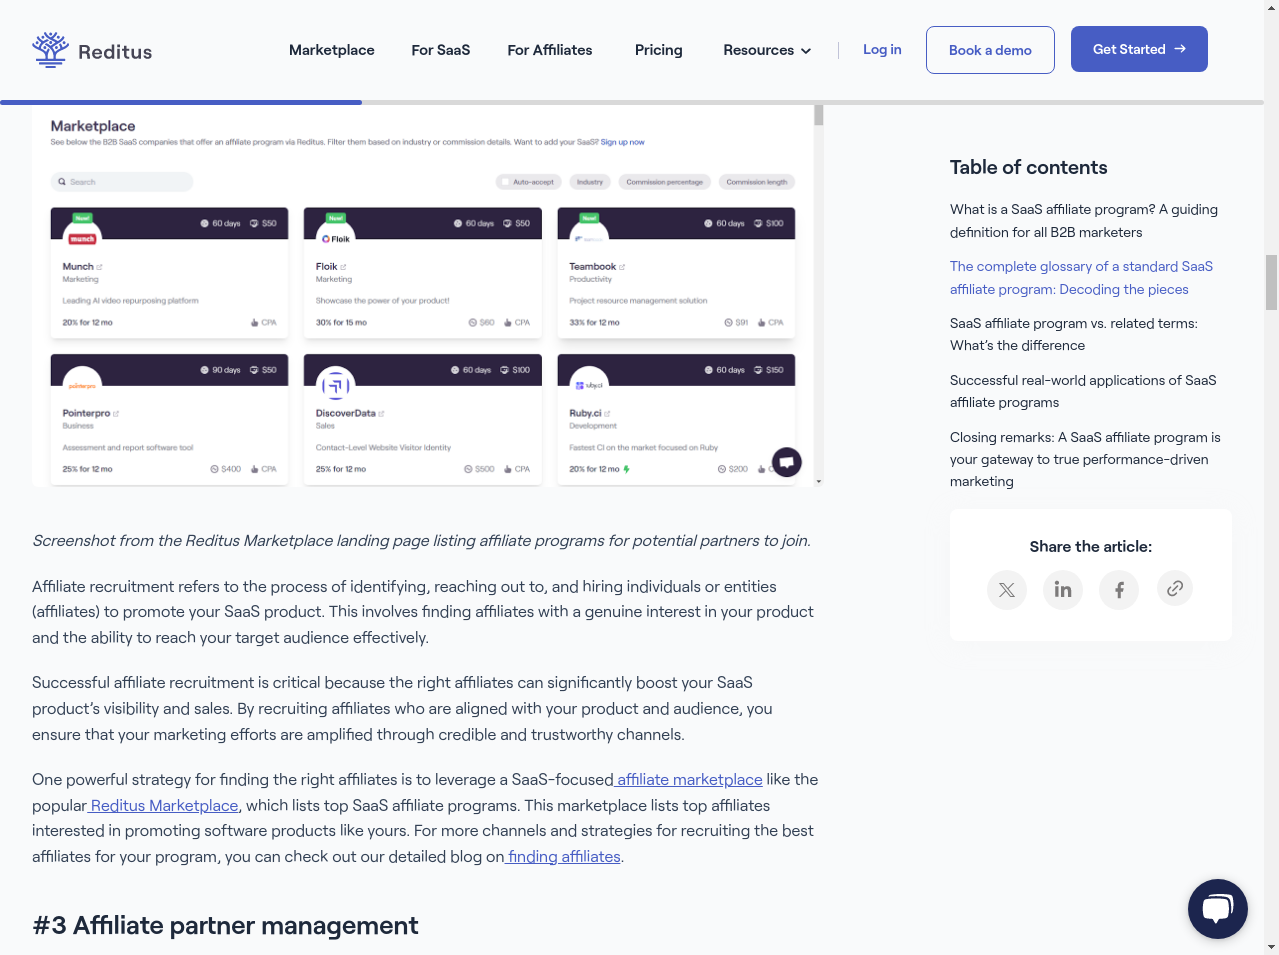 Reditus
Marketplace
For SaaS
For Affiliates
Pricing
Resources
Log in
Book a demo
Get Started
Marketplace
See below the B2B SaaS companies that offer an affiliate program via Reditus. Filter them based on industry or commission details. Want to add your SaaS? Sign up now
Search
Auto-accept
Industry
Commission percentage
Commission length
New!
60 days
$50
munch
Munch
Marketing
Leading AI video repurposing platform
20% for 12 mo
CPA
New!
60 days
$50
Floik
Floik
Marketing
Showcase the power of your product!
30% for 15 mo
$60
CPA
New!
60 days
$100
Teambook
Productivity
Project resource management solution
33% for 12 mo
$91
CPA
90 days
$50
pointerpro
Pointerpro
Business
Assessment and report software tool
25% for 12 mo
$400
CPA
60 days
$100
DiscoverData
Sales
Contact-Level Website Visitor Identity
25% for 12 mo
$500
CPA
60 days
$150
ruby.ci
Ruby.ci
Development
Fastest CI on the market focused on Ruby
20% for 12 mo
$200
Screenshot from the Reditus Marketplace landing page listing affiliate programs for potential partners to join.
Affiliate recruitment refers to the process of identifying, reaching out to, and hiring individuals or entities
(affiliates) to promote your SaaS product. This involves finding affiliates with a genuine interest in your product
and the ability to reach your target audience effectively.
Successful affiliate recruitment is critical because the right affiliates can significantly boost your SaaS
product’s visibility and sales. By recruiting affiliates who are aligned with your product and audience, you
ensure that your marketing efforts are amplified through credible and trustworthy channels.
One powerful strategy for finding the right affiliates is to leverage a SaaS-focused affiliate marketplace like the
popular Reditus Marketplace, which lists top SaaS affiliate programs. This marketplace lists top affiliates
interested in promoting software products like yours. For more channels and strategies for recruiting the best
affiliates for your program, you can check out our detailed blog on finding affiliates.
#3 Affiliate partner management
Table of contents
What is a SaaS affiliate program? A guiding
definition for all B2B marketers
The complete glossary of a standard SaaS
affiliate program: Decoding the pieces
SaaS affiliate program vs. related terms:
What’s the difference
Successful real-world applications of SaaS
affiliate programs
Closing remarks: A SaaS affiliate program is
your gateway to true performance-driven
marketing
Share the article: